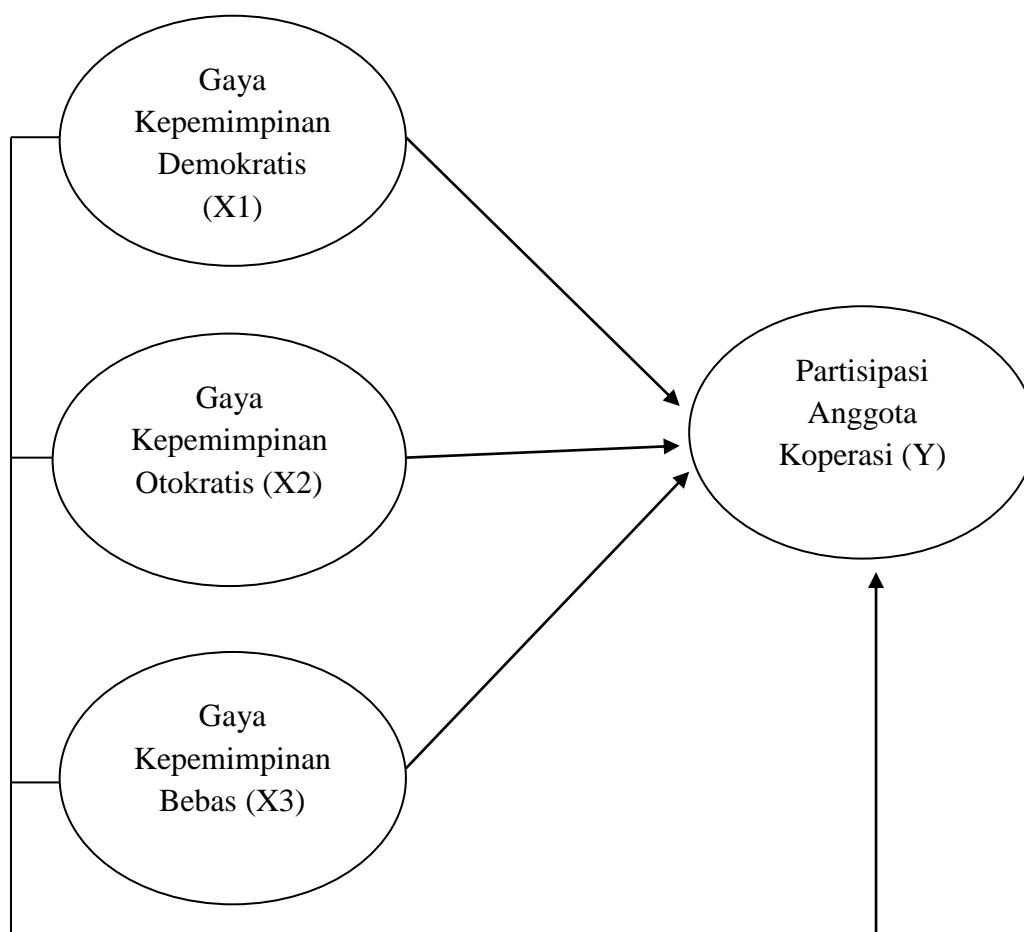 Gaya
Kepemimpinan
Demokratis
(X1)
Gaya
Kepemimpinan
Otokratis (X2)
Partisipasi
Anggota
Koperasi (Y)
Gaya
Kepemimpinan
Bebas (X3)